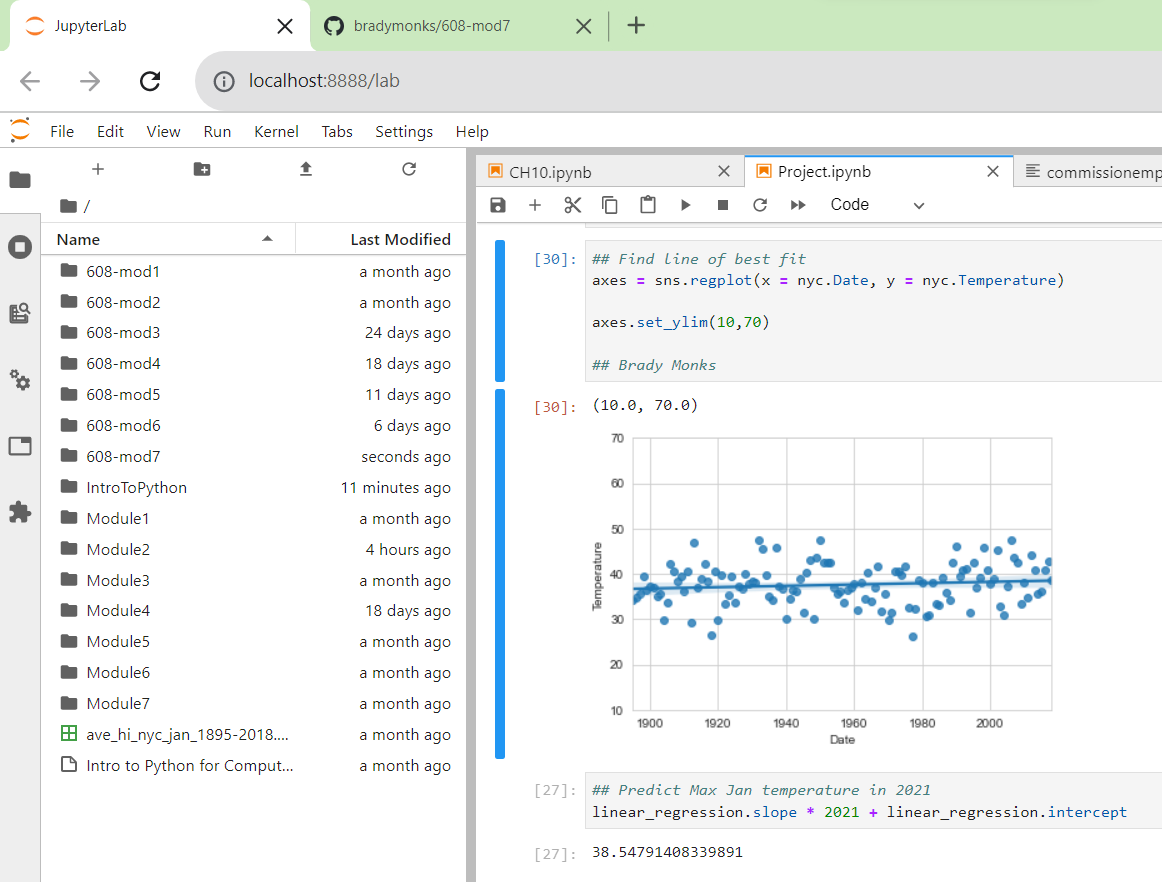 JupyterLab
bradymonks/608-mod7
localhost:8888/lab
File Edit View Run Kernel Tabs Settings Help
/
Name Last Modified
608-mod1 a month ago
608-mod2 a month ago
608-mod3 24 days ago
608-mod4 18 days ago
608-mod5 11 days ago
608-mod6 6 days ago
608-mod7 seconds ago
IntroToPython 11 minutes ago
Module1 a month ago
Module2 4 hours ago
Module3 a month ago
Module4 18 days ago
Module5 a month ago
Module6 a month ago
Module7 a month ago
ave_hi_nyc_jan_1895-2018.... a month ago
Intro to Python for Comput... a month ago
CH10.ipynb
Project.ipynb
commissionemp
Code
[30]: ## Find line of best fit
axes = sns.regplot(x = nyc.Date, y = nyc.Temperature)
axes.set_ylim(10,70)
## Brady Monks
[30]: (10.0, 70.0)
70
60
50
40
30
20
10
Temperature
1900 1920 1940 1960 1980 2000
Date
[27]: ## Predict Max Jan temperature in 2021
linear_regression.slope * 2021 + linear_regression.intercept
[27]: 38.54791408339891